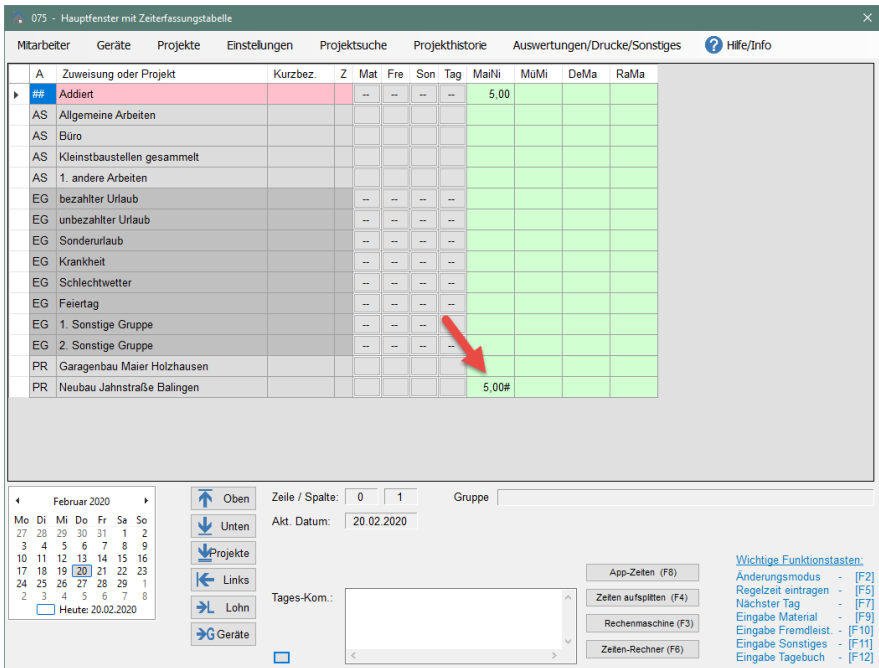 075 - Hauptfenster mit Zeiterfassungstabelle
Mitarbeiter Geräte Projekte Einstellungen Projektsuche Projekthistorie Auswertungen/Drucke/Sonstiges ? Hilfe/Info
A Zuweisung oder Projekt Kurzbez. Z Mat Fre Son Tag MaiNi MüMi DeMa RaMa
## Addiert -- -- -- -- 5,00
AS Allgemeine Arbeiten
AS Büro
AS Kleinstbaustellen gesammelt
AS 1. andere Arbeiten
EG bezahlter Urlaub -- -- -- --
EG unbezahlter Urlaub -- -- -- --
EG Sonderurlaub -- -- -- --
EG Krankheit -- -- -- --
EG Schlechtwetter -- -- -- --
EG Feiertag -- -- -- --
EG 1. Sonstige Gruppe -- -- -- --
EG 2. Sonstige Gruppe -- -- -- --
PR Garagenbau Maier Holzhausen
PR Neubau Jahnstraße Balingen 5,00#
Februar 2020
Mo Di Mi Do Fr Sa So
27 28 29 30 31 1 2
3 4 5 6 7 8 9
10 11 12 13 14 15 16
17 18 19 20 21 22 23
24 25 26 27 28 29 1
2 3 4 5 6 7 8
Heute: 20.02.2020
Oben
Unten
Projekte
Links
Lohn
G Geräte
Zeile / Spalte: 0 1 Gruppe
Akt. Datum: 20.02.2020
Tages-Kom.:
App-Zeiten (F8)
Zeiten aufsplitten (F4)
Rechenmaschine (F3)
Zeiten-Rechner (F6)
Wichtige Funktionstasten:
Änderungsmodus - [F2]
Regelzeit eintragen - [F5]
Nächster Tag - [F7]
Eingabe Material - [F9]
Eingabe Fremdleist. - [F10]
Eingabe Sonstiges - [F11]
Eingabe Tagebuch - [F12]